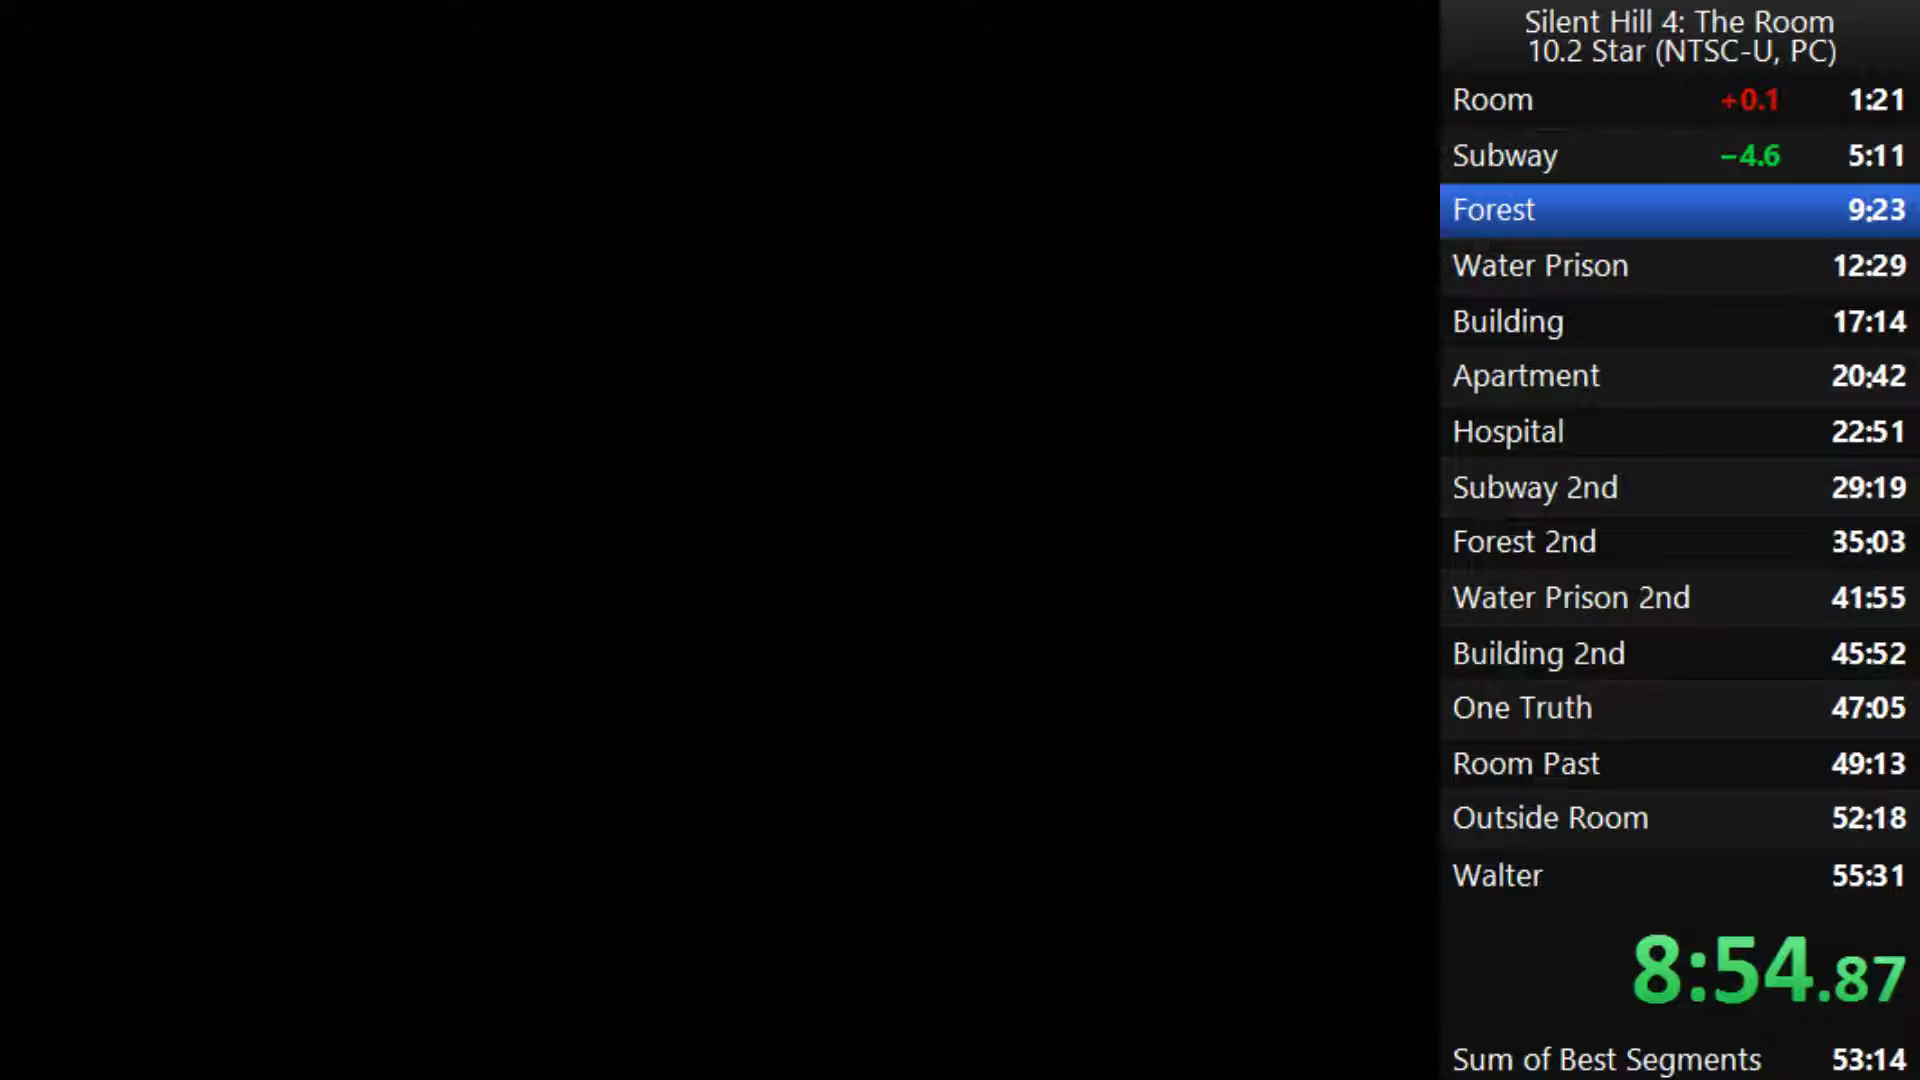 Silent Hill 4: The Room
10.2 Star (NTSC-U, PC)
Room +0.1 1:21
Subway −4.6 5:11
Forest 9:23
Water Prison 12:29
Building 17:14
Apartment 20:42
Hospital 22:51
Subway 2nd 29:19
Forest 2nd 35:03
Water Prison 2nd 41:55
Building 2nd 45:52
One Truth 47:05
Room Past 49:13
Outside Room 52:18
Walter 55:31
8:54.87
Sum of Best Segments 53:14